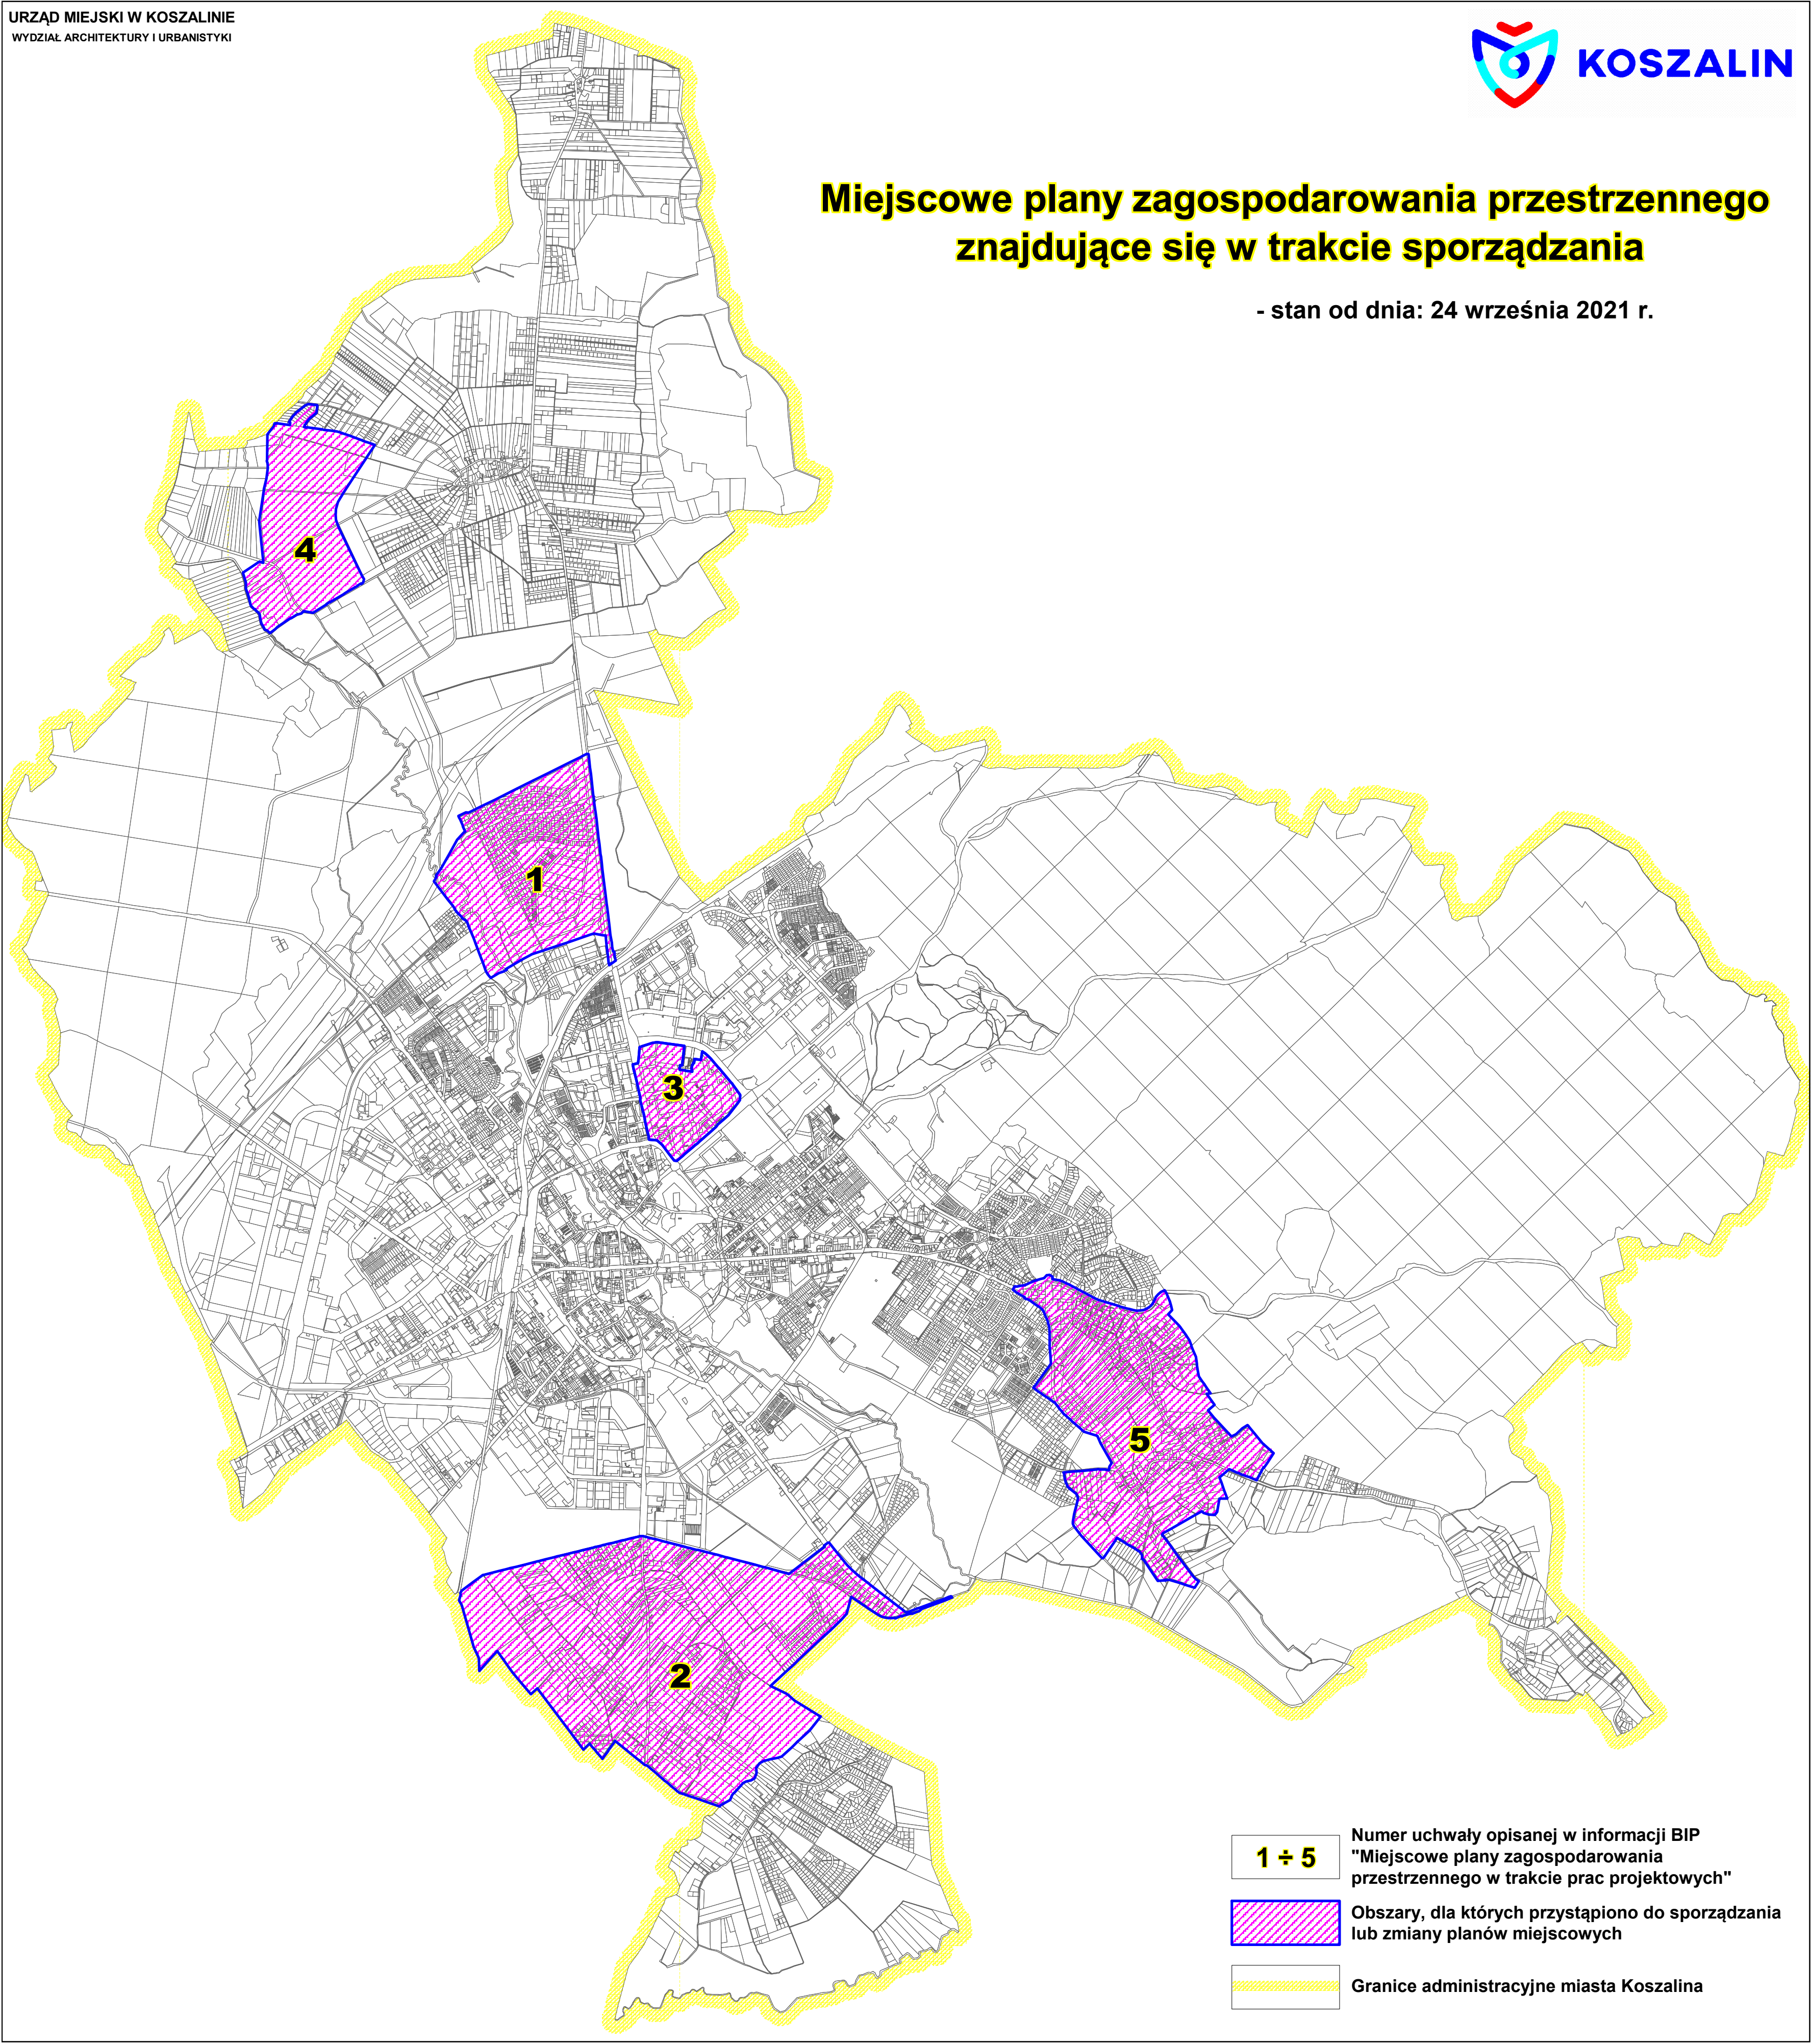 URZĄD MIEJSKI W KOSZALINIE
WYDZIAŁ ARCHITEKTURY I URBANISTYKI
KOSZALIN
Miejscowe plany zagospodarowania przestrzennego
znajdujące się w trakcie sporządzania
- stan od dnia: 24 września 2021 r.
4
1
3
5
2
1 ÷ 5
Numer uchwały opisanej w informacji BIP
"Miejscowe plany zagospodarowania
przestrzennego w trakcie prac projektowych"
Obszary, dla których przystąpiono do sporządzania
lub zmiany planów miejscowych
Granice administracyjne miasta Koszalina